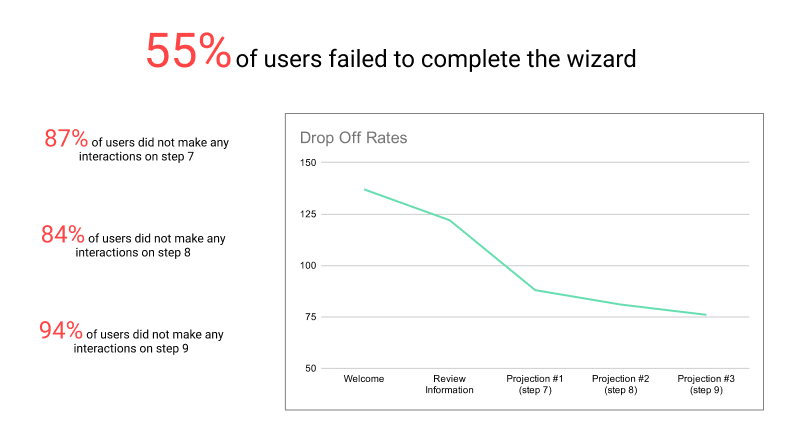 55% of users failed to complete the wizard
87% of users did not make any
interactions on step 7
84% of users did not make any
interactions on step 8
94% of users did not make any
interactions on step 9
Drop Off Rates
150
125
100
75
50
Welcome
Review
Information
Projection #1
(step 7)
Projection #2
(step 8)
Projection #3
(step 9)